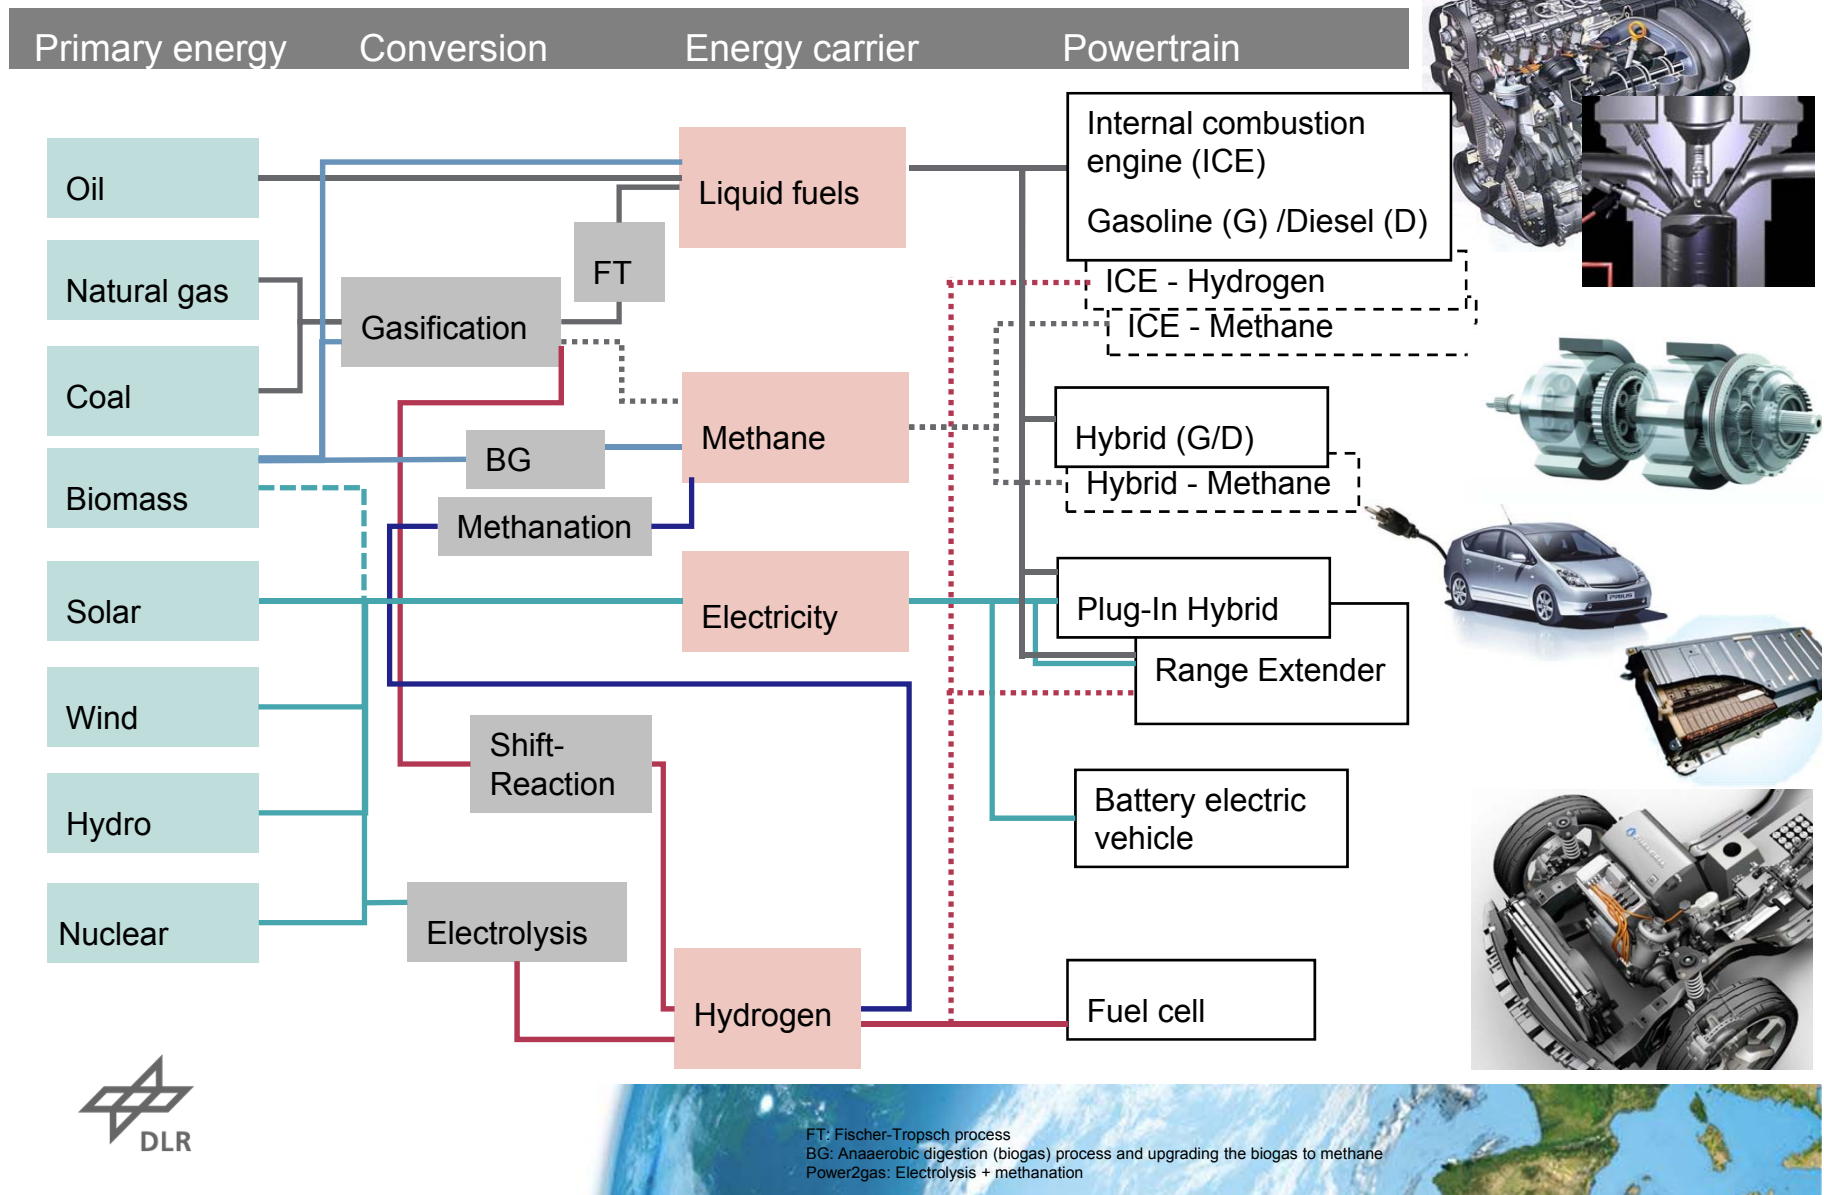 Primary energy
Conversion
Energy carrier
Powertrain
Oil
Natural gas
Coal
Biomass
Solar
Wind
Hydro
Nuclear
Gasification
FT
BG
Methanation
Shift-
Reaction
Electrolysis
Liquid fuels
Methane
Electricity
Hydrogen
Internal combustion
engine (ICE)
Gasoline (G) /Diesel (D)
ICE - Hydrogen
ICE - Methane
Hybrid (G/D)
Hybrid - Methane
Plug-In Hybrid
Range Extender
Battery electric
vehicle
Fuel cell
PRIUS
DLR
FT: Fischer-Tropsch process
BG: Anaaerobic digestion (biogas) process and upgrading the biogas to methane
Power2gas: Electrolysis + methanation